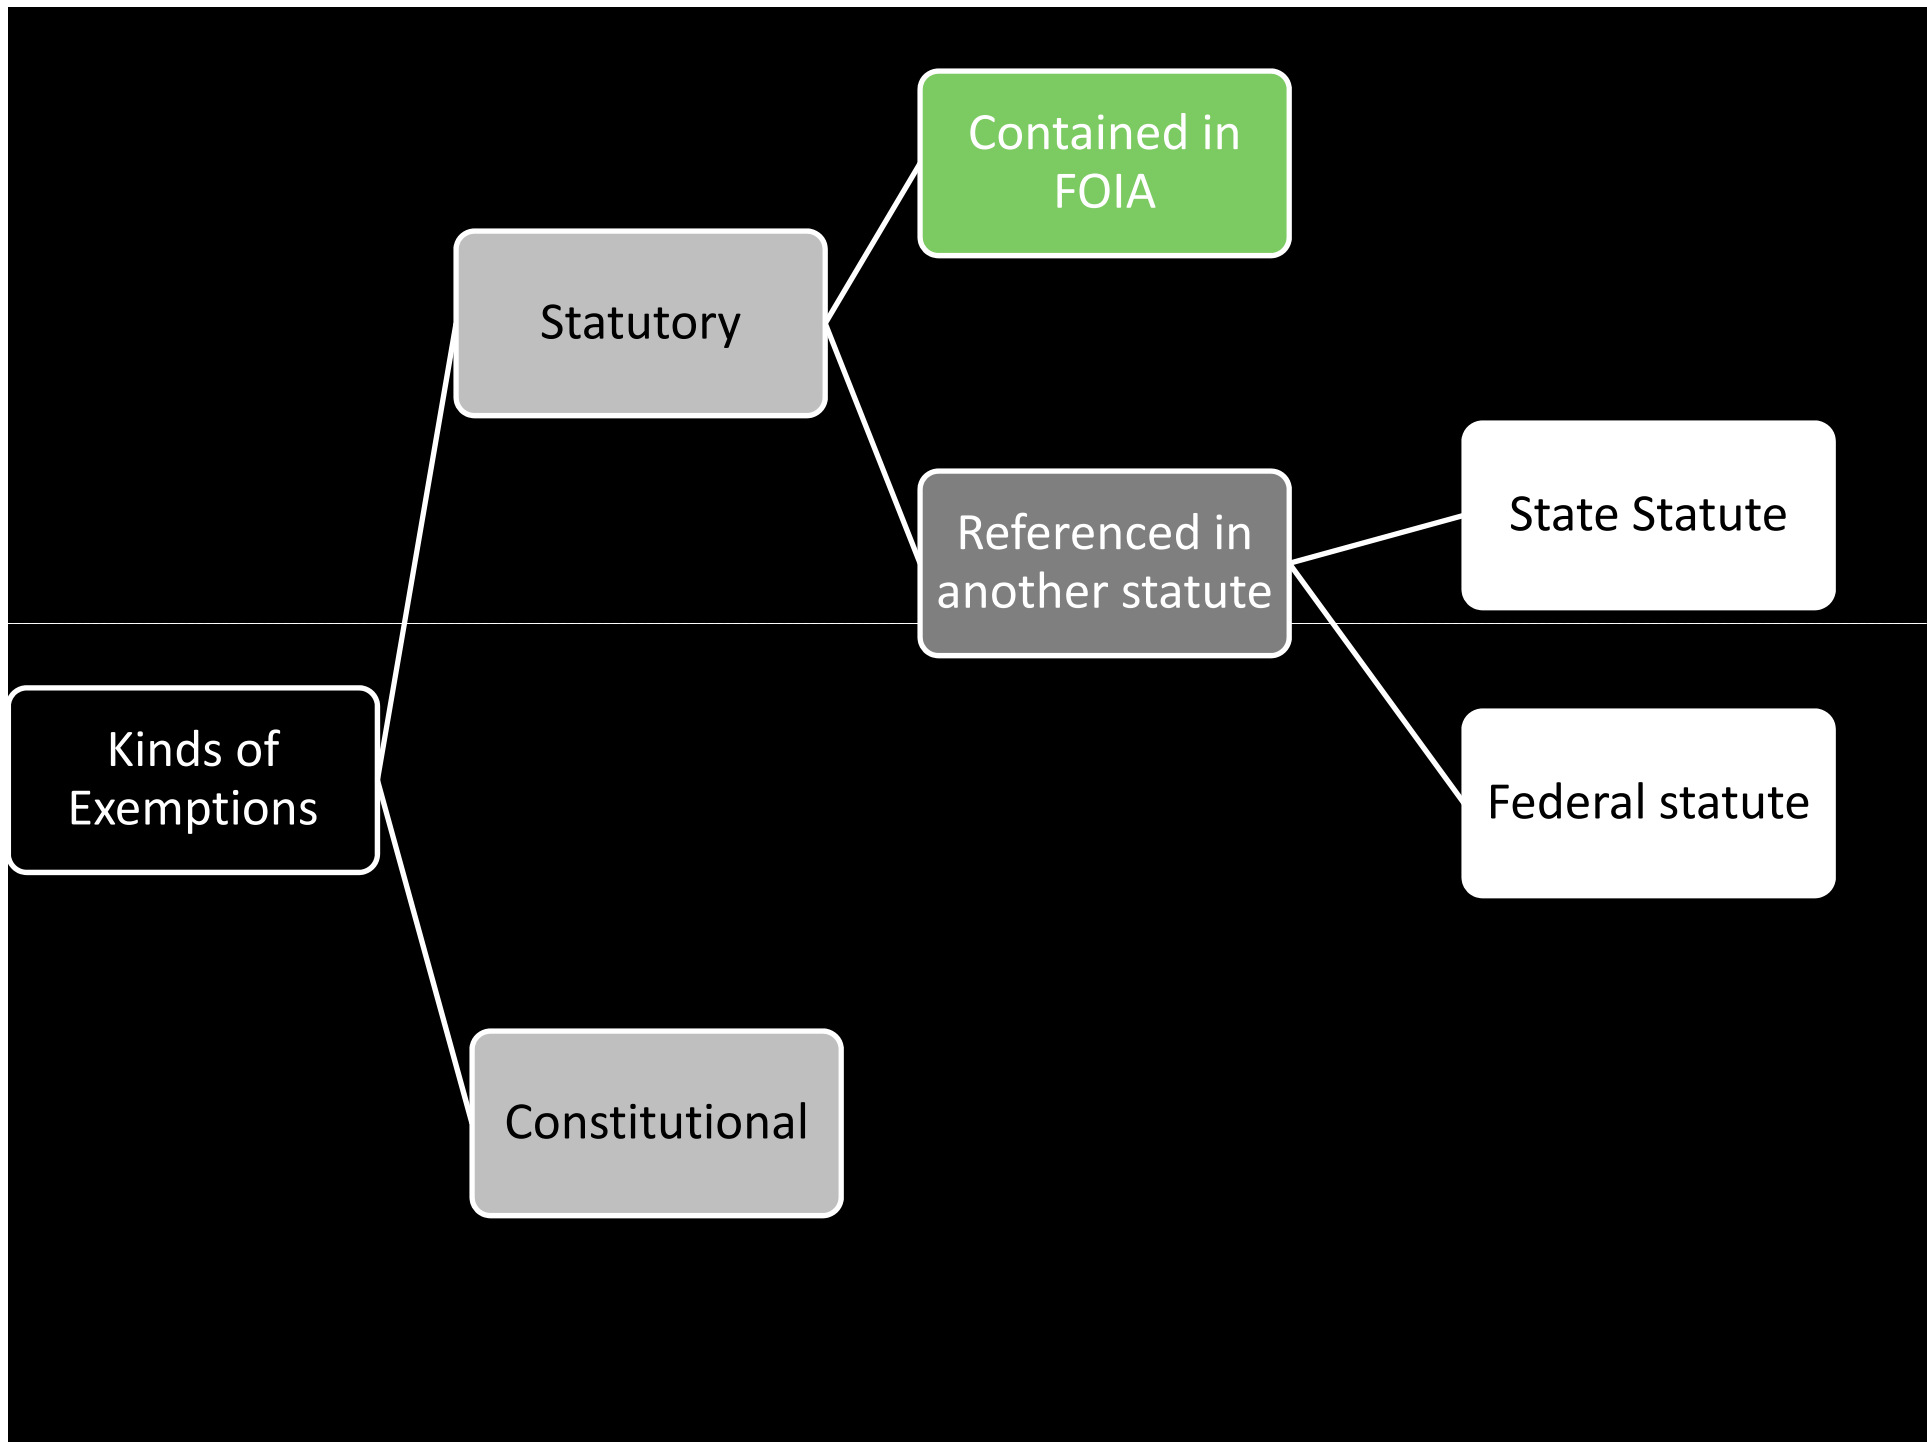 Contained in
FOIA
Statutory
Referenced in
another statute
State Statute
Kinds of
Exemptions
Federal statute
Constitutional